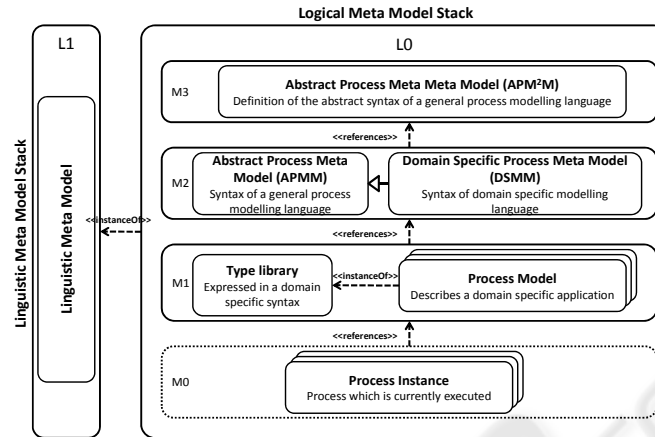 Logical Meta Model Stack
L1
L0
Linguistic Meta Model Stack
Linguistic Meta Model
<<instanceOf>>
M3
Abstract Process Meta Meta Model (APM²M)
Definition of the abstract syntax of a general process modelling language
<<references>>
M2
Abstract Process Meta
Model (APMM)
Syntax of a general process
modelling language
Domain Specific Process Meta Model
(DSMM)
Syntax of domain specific modelling
language
<<references>>
M1
Type library
Expressed in a domain
specific syntax
<<instanceOf>>
Process Model
Describes a domain specific application
<<references>>
M0
Process Instance
Process which is currently executed